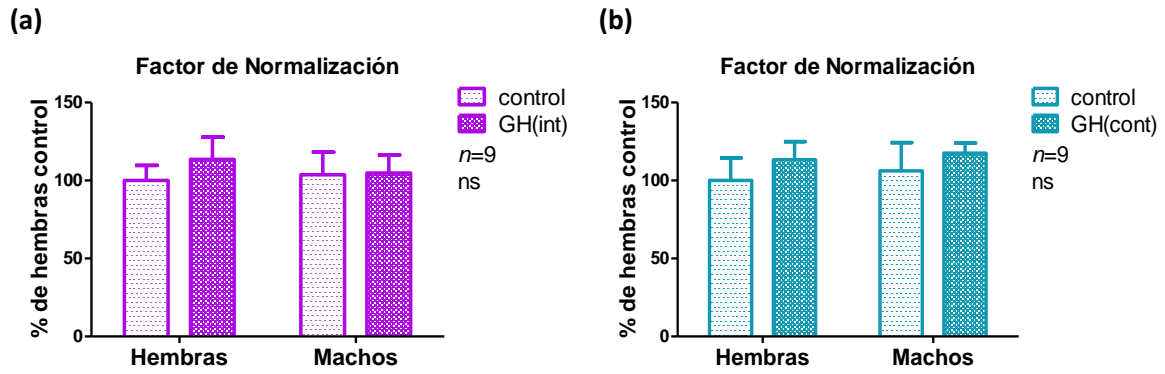 (a)
Factor de Normalización
% de hembras control
150
100
50
0
Hembras
Machos
control
GH(int)
n=9
ns
(b)
Factor de Normalización
% de hembras control
150
100
50
0
Hembras
Machos
control
GH(cont)
n=9
ns